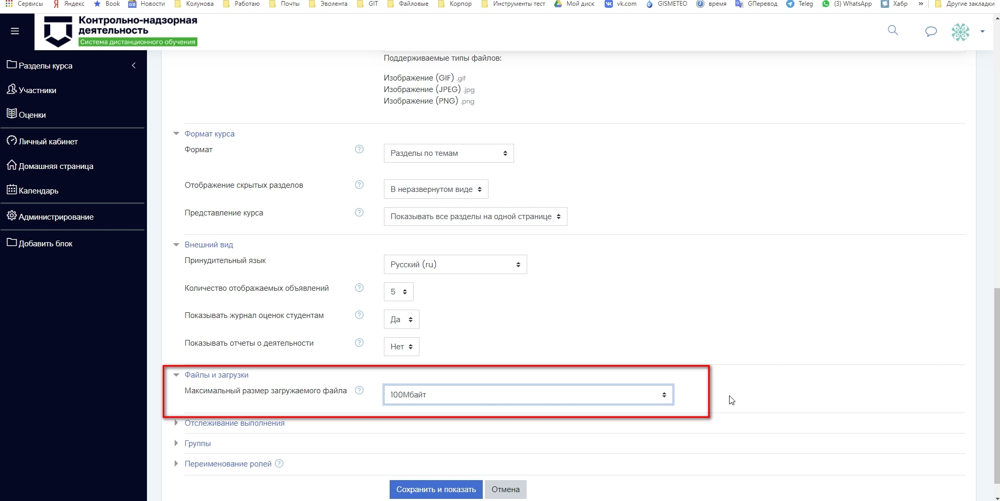 Сервисы Яндекс Book Новости Колунова Работаю Почты Эволента GIT Файловые Корпор Инструменты тест Мой диск vk.com GISMETEO время GПеревод Teleg (3) WhatsApp Хабр » Другие закладки
Контрольно-надзорная
деятельность
Система дистанционного обучения
Разделы курса
Участники
Оценки
Личный кабинет
Домашняя страница
Календарь
Администрирование
Добавить блок
Поддерживаемые типы файлов:
Изображение (GIF) .gif
Изображение (JPEG) .jpg
Изображение (PNG) .png
Формат курса
Формат ? Разделы по темам
Отображение скрытых разделов ? В неразвернутом виде
Представление курса ? Показывать все разделы на одной странице
Внешний вид
Принудительный язык Русский (ru)
Количество отображаемых объявлений ? 5
Показывать журнал оценок студентам ? Да
Показывать отчеты о деятельности ? Нет
Файлы и загрузки
Максимальный размер загружаемого файла ? 100Мбайт
Отслеживание выполнения
Группы
Переименование ролей ?
Сохранить и показать Отмена